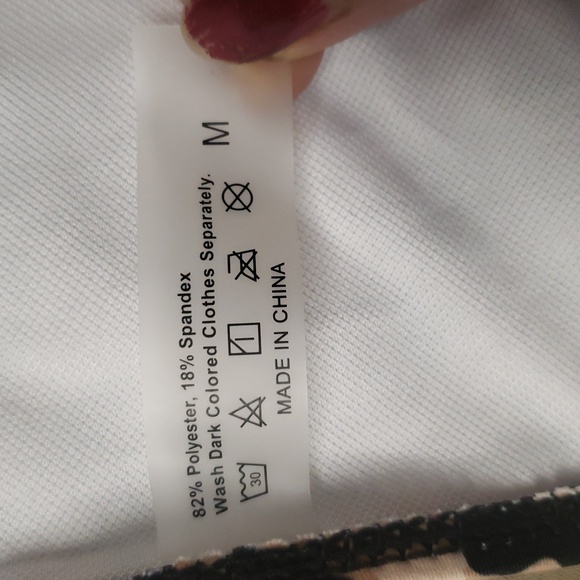 M
82% Polyester, 18% Spandex
Wash Dark Colored Clothes Separately.
30
MADE IN CHINA